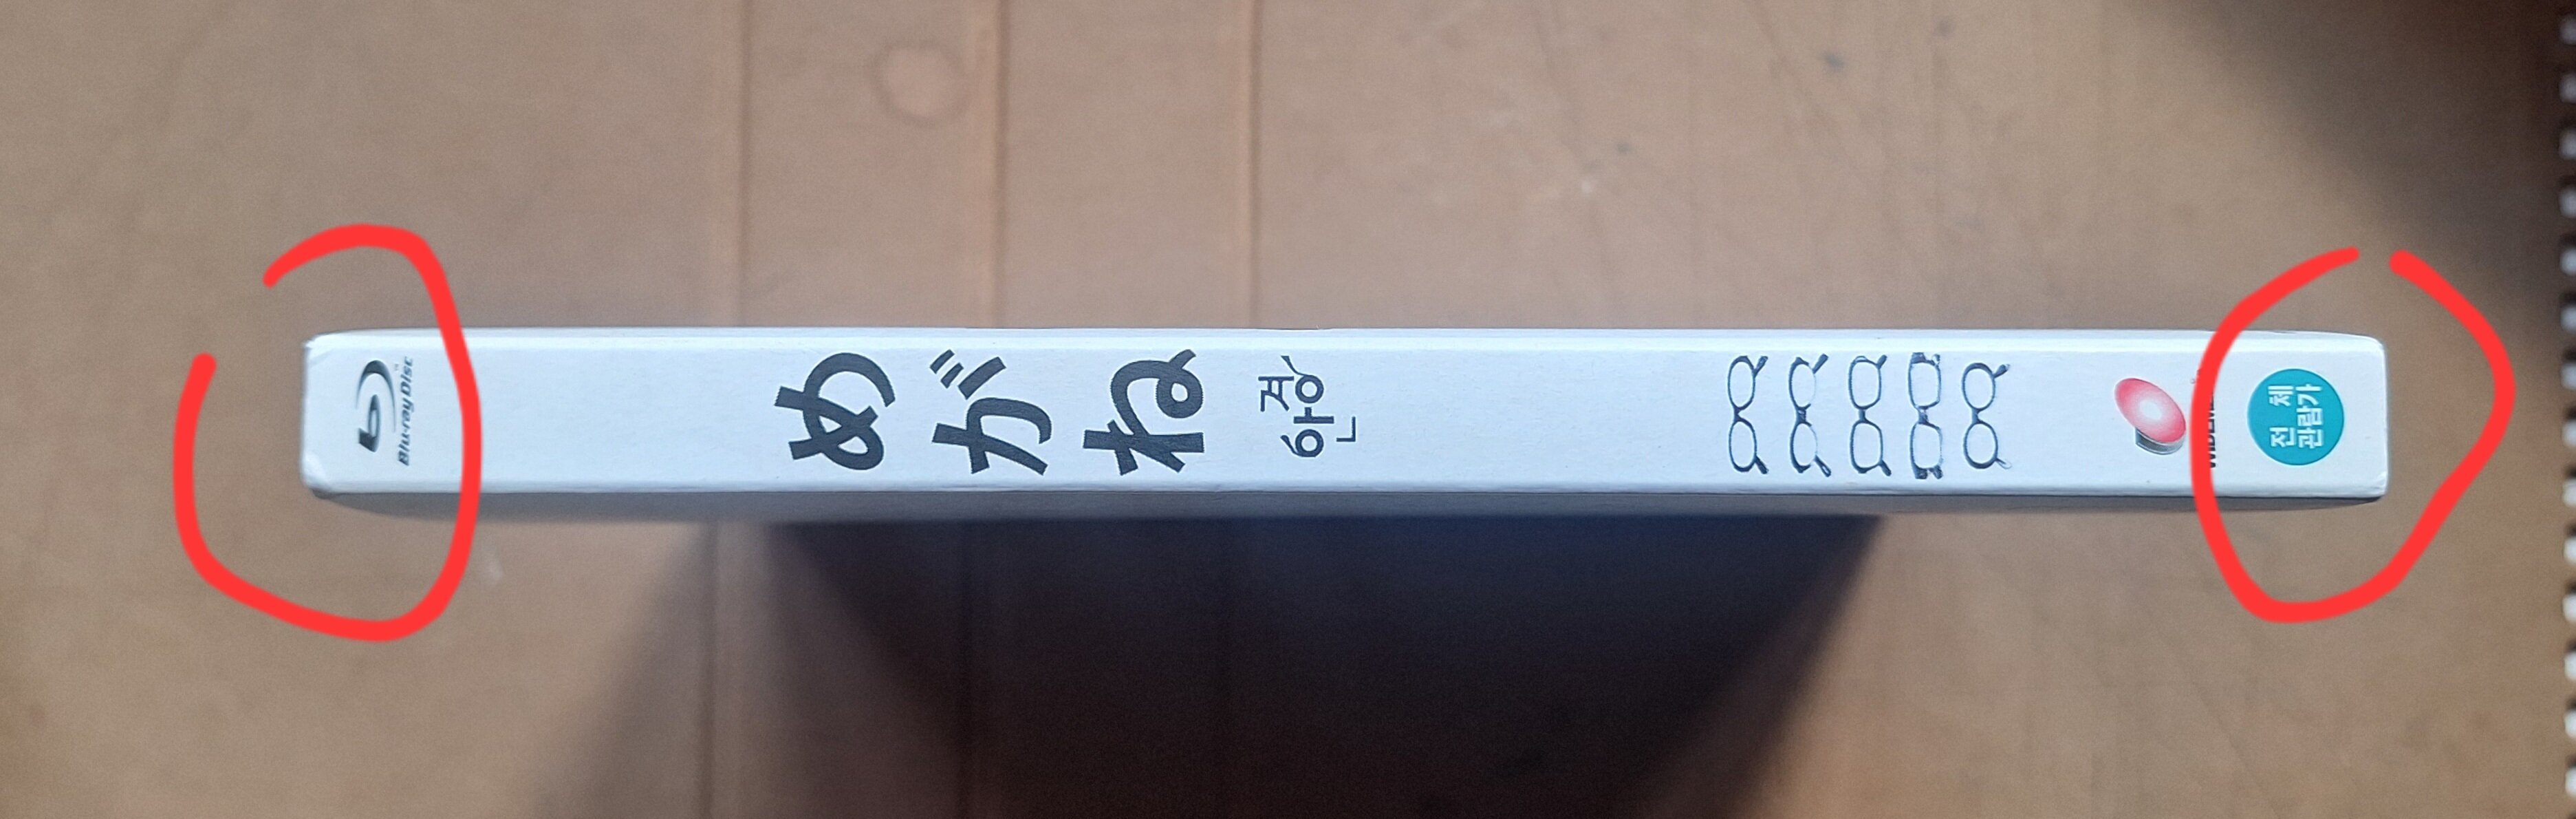 Blu-ray Disc
めがね
안경
전체
관람가